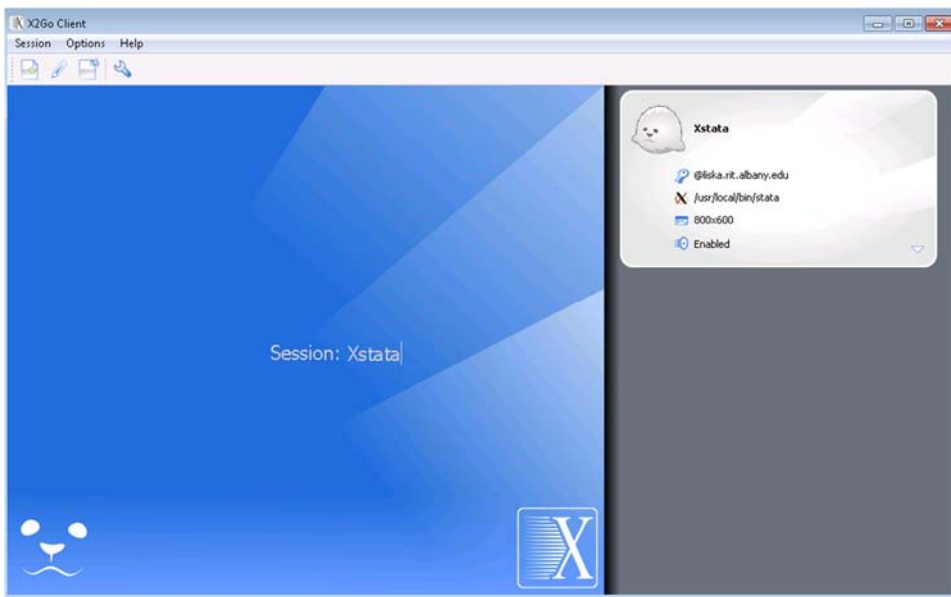 X2Go Client
Session Options Help
Session: Xstata
Xstata
@liska.rit.albany.edu
/usr/local/bin/stata
800x600
Enabled
X